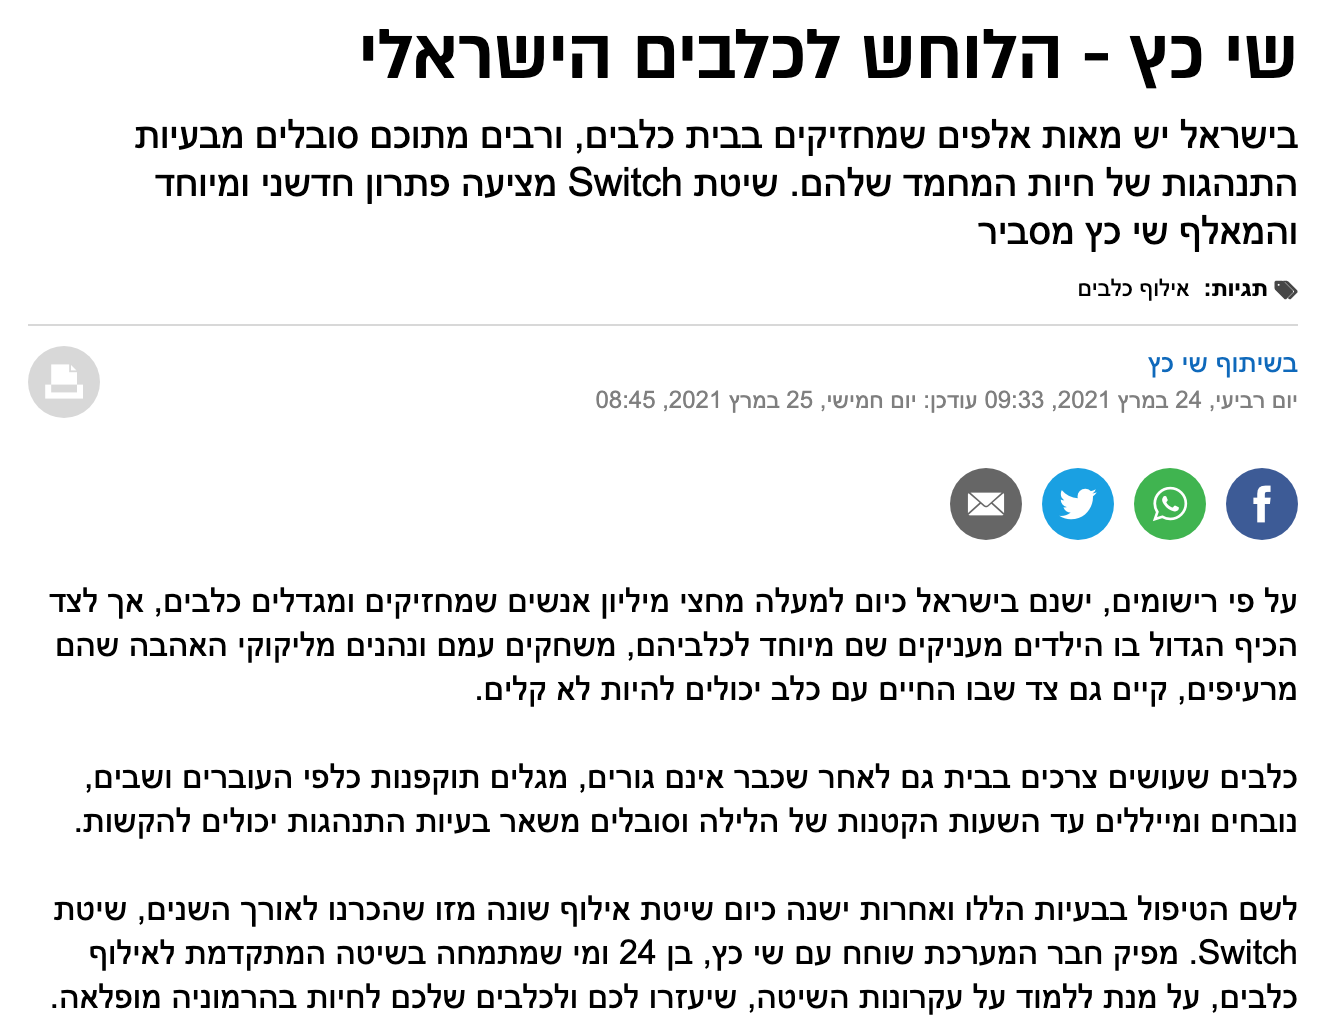 שי כץ - הלוחש לכלבים הישראלי
בישראל יש מאות אלפים שמחזיקים בבית כלבים, ורבים מתוכם סובלים מבעיות
התנהגות של חיות המחמד שלהם. שיטת Switch מציעה פתרון חדשני ומיוחד
והמאלף שי כץ מסביר
תגיות: אילוף כלבים
בשיתוף שי כץ
יום רביעי, 24 במרץ 2021, 09:33 עודכן: יום חמישי, 25 במרץ 2021, 08:45
על פי רישומים, ישנם בישראל כיום למעלה מחצי מיליון אנשים שמחזיקים ומגדלים כלבים, אך לצד
הכיף הגדול בו הילדים מעניקים שם מיוחד לכלביהם, משחקים עמם ונהנים מליקוקי האהבה שהם
מרעיפים, קיים גם צד שבו החיים עם כלב יכולים להיות לא קלים.
כלבים שעושים צרכים בבית גם לאחר שכבר אינם גורים, מגלים תוקפנות כלפי העוברים ושבים,
נובחים ומייללים עד השעות הקטנות של הלילה וסובלים משאר בעיות התנהגות יכולים להקשות.
לשם הטיפול בבעיות הללו ואחרות ישנה כיום שיטת אילוף שונה מזו שהכרנו לאורך השנים, שיטת
Switch. מפיק חבר המערכת שוחח עם שי כץ, בן 24 ומי שמתמחה בשיטה המתקדמת לאילוף
כלבים, על מנת ללמוד על עקרונות השיטה, שיעזרו לכם ולכלבים שלכם לחיות בהרמוניה מופלאה.